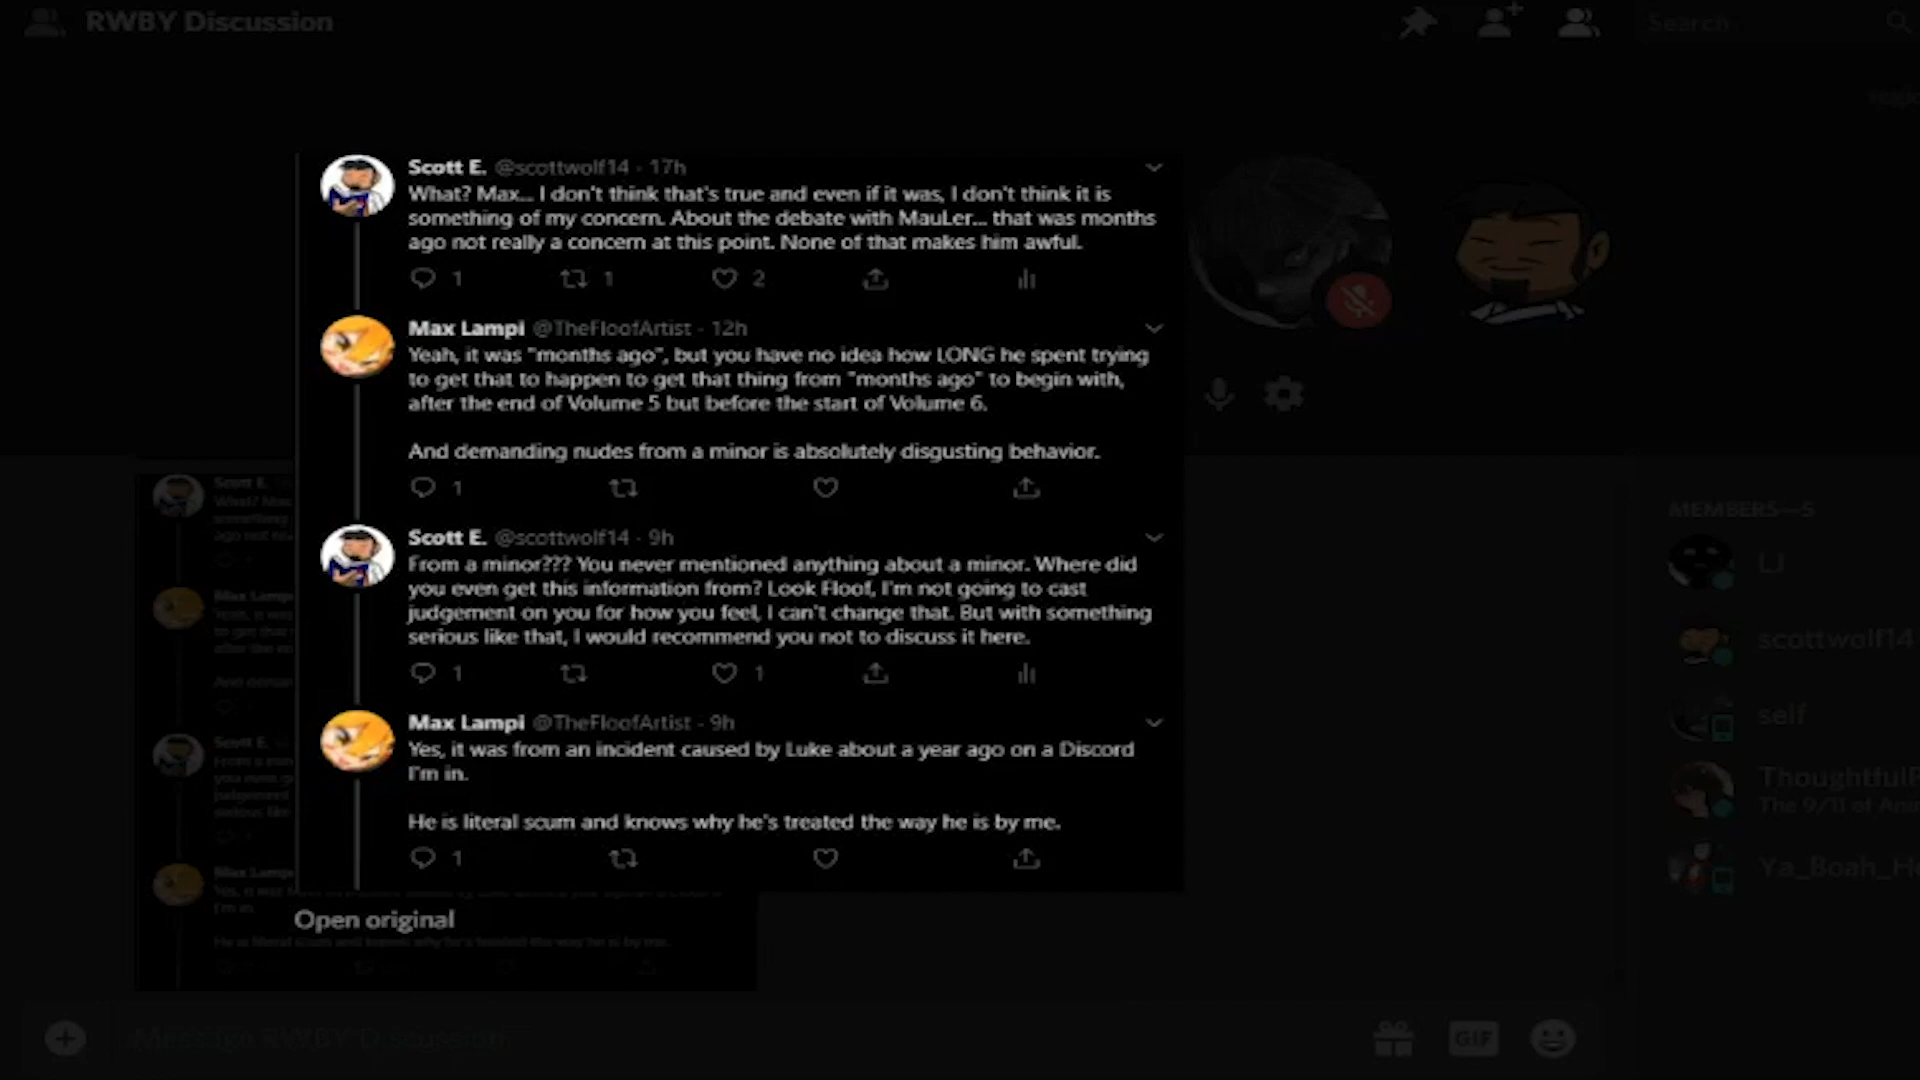 RWBY Discussion
Search
Scott E. @scottwolf14 · 17h
What? Max... I don't think that's true and even if it was, I don't think it is
something of my concern. About the debate with MauLer... that was months
ago not really a concern at this point. None of that makes him awful.
1 1 2
Max Lampi @TheFloofArtist · 12h
Yeah, it was "months ago", but you have no idea how LONG he spent trying
to get that to happen to get that thing from "months ago" to begin with,
after the end of Volume 5 but before the start of Volume 6.
And demanding nudes from a minor is absolutely disgusting behavior.
1
Scott E. @scottwolf14 · 9h
From a minor??? You never mentioned anything about a minor. Where did
you even get this information from? Look Floof, I'm not going to cast
judgement on you for how you feel, I can't change that. But with something
serious like that, I would recommend you not to discuss it here.
1 1
Max Lampi @TheFloofArtist · 9h
Yes, it was from an incident caused by Luke about a year ago on a Discord
I'm in.
He is literal scum and knows why he's treated the way he is by me.
1
Open original
MEMBERS—5
scottwolf14
self
ThoughtfulP
The 9/11 of Ani
Ya_Boah_He
Message RWBY Discussion
GIF